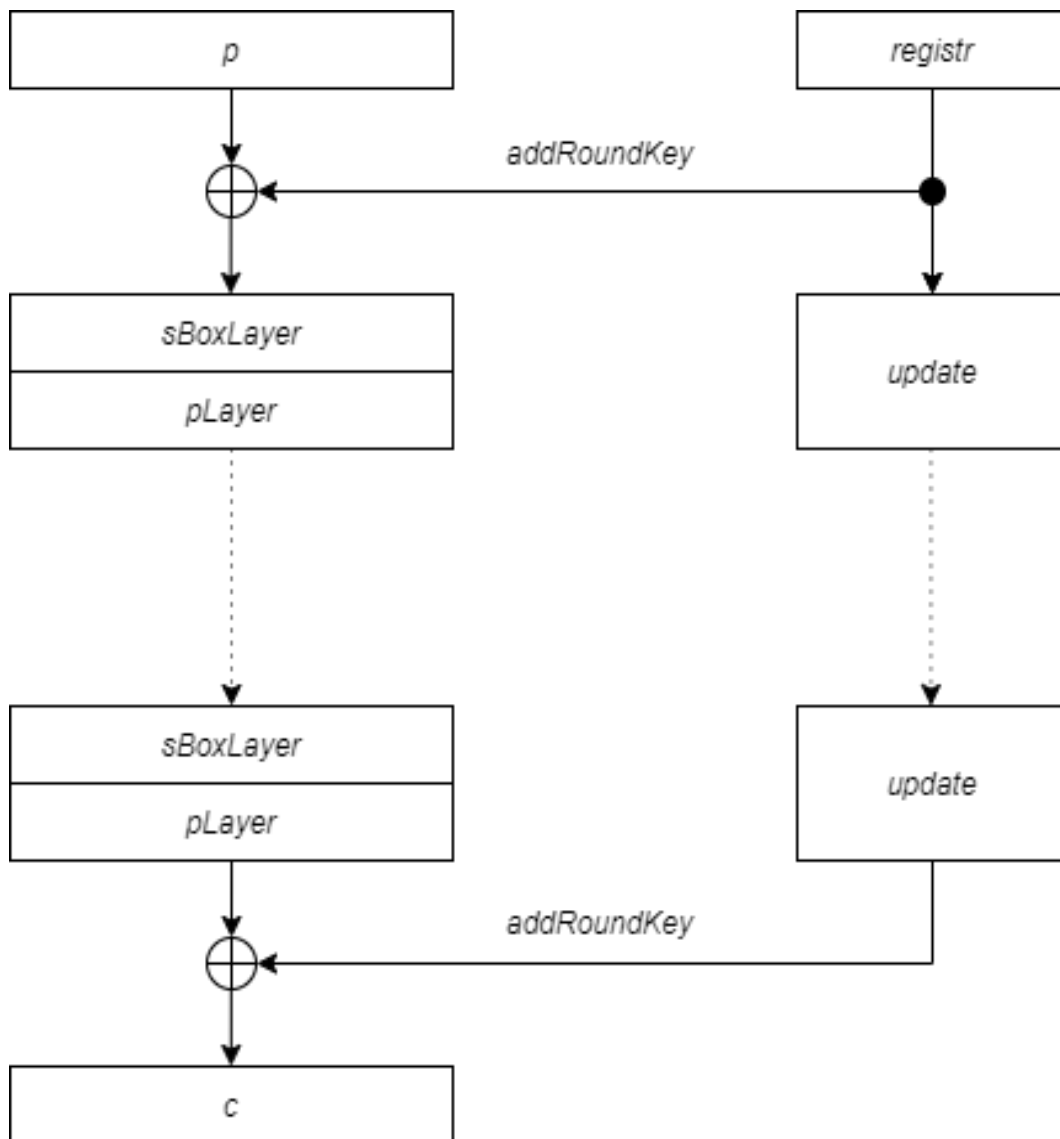 p
registr
addRoundKey
sBoxLayer
pLayer
update
sBoxLayer
pLayer
update
addRoundKey
c